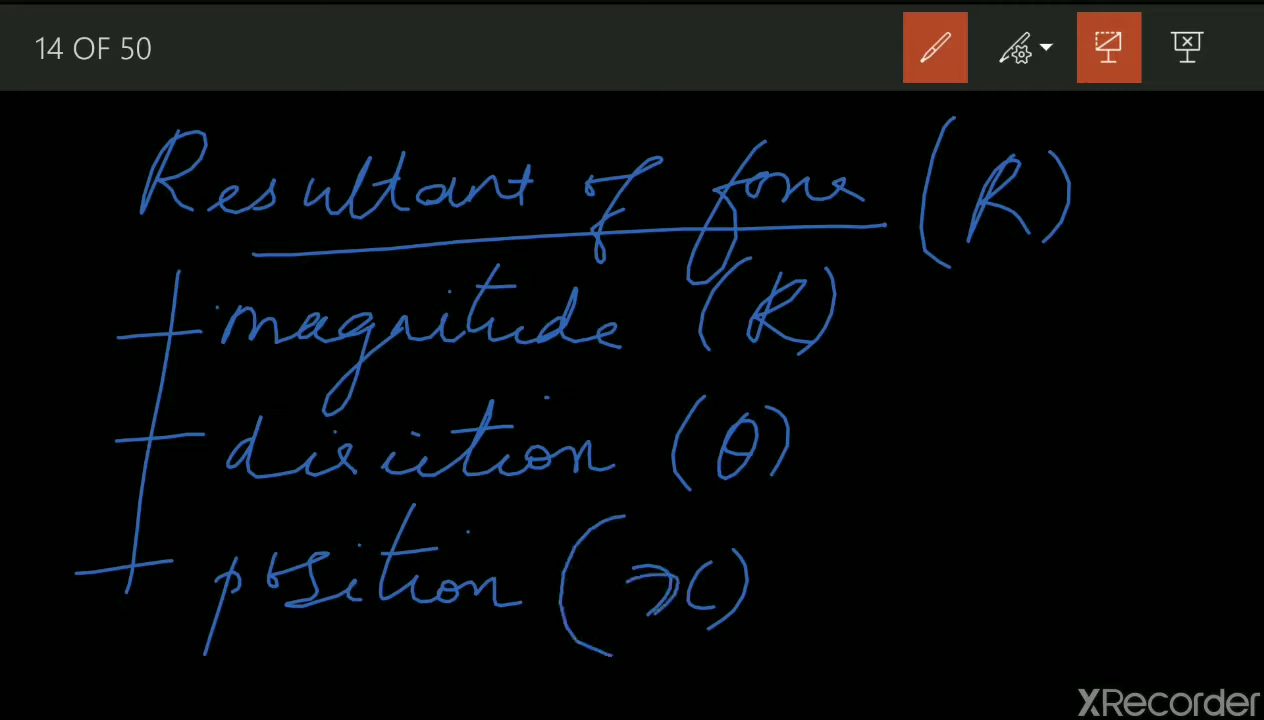 14 OF 50
Resultant of force (R)
magnitude (R)
direction (θ)
position (x)
XRecorder